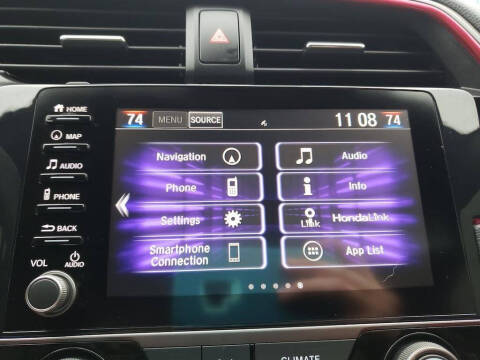 HOME
MAP
AUDIO
PHONE
BACK
VOL
AUDIO
74 MENU SOURCE 11 08 74
Navigation
Audio
Phone
Info
Settings
Link HondaLink
Smartphone
Connection
App List
CLIMATE